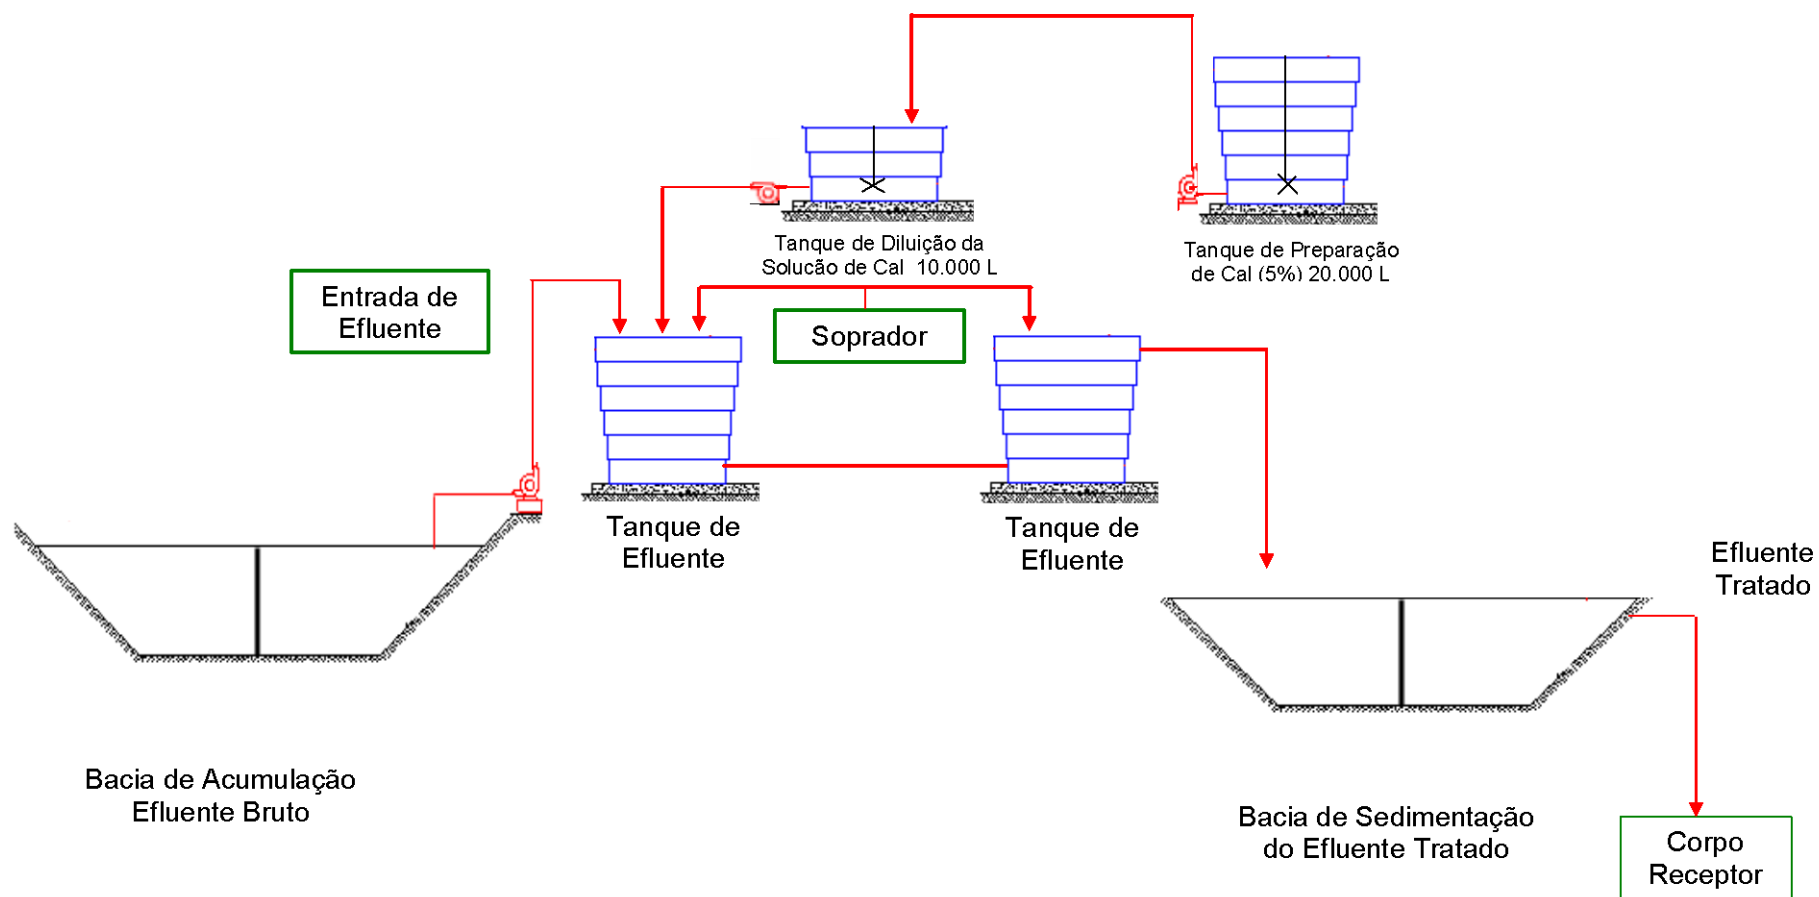 Tanque de Diluição da
Solucão de Cal 10.000 L
Tanque de Preparação
de Cal (5%) 20.000 L
Entrada de
Efluente
Soprador
Tanque de
Efluente
Tanque de
Efluente
Efluente
Tratado
Bacia de Acumulação
Efluente Bruto
Bacia de Sedimentação
do Efluente Tratado
Corpo
Receptor